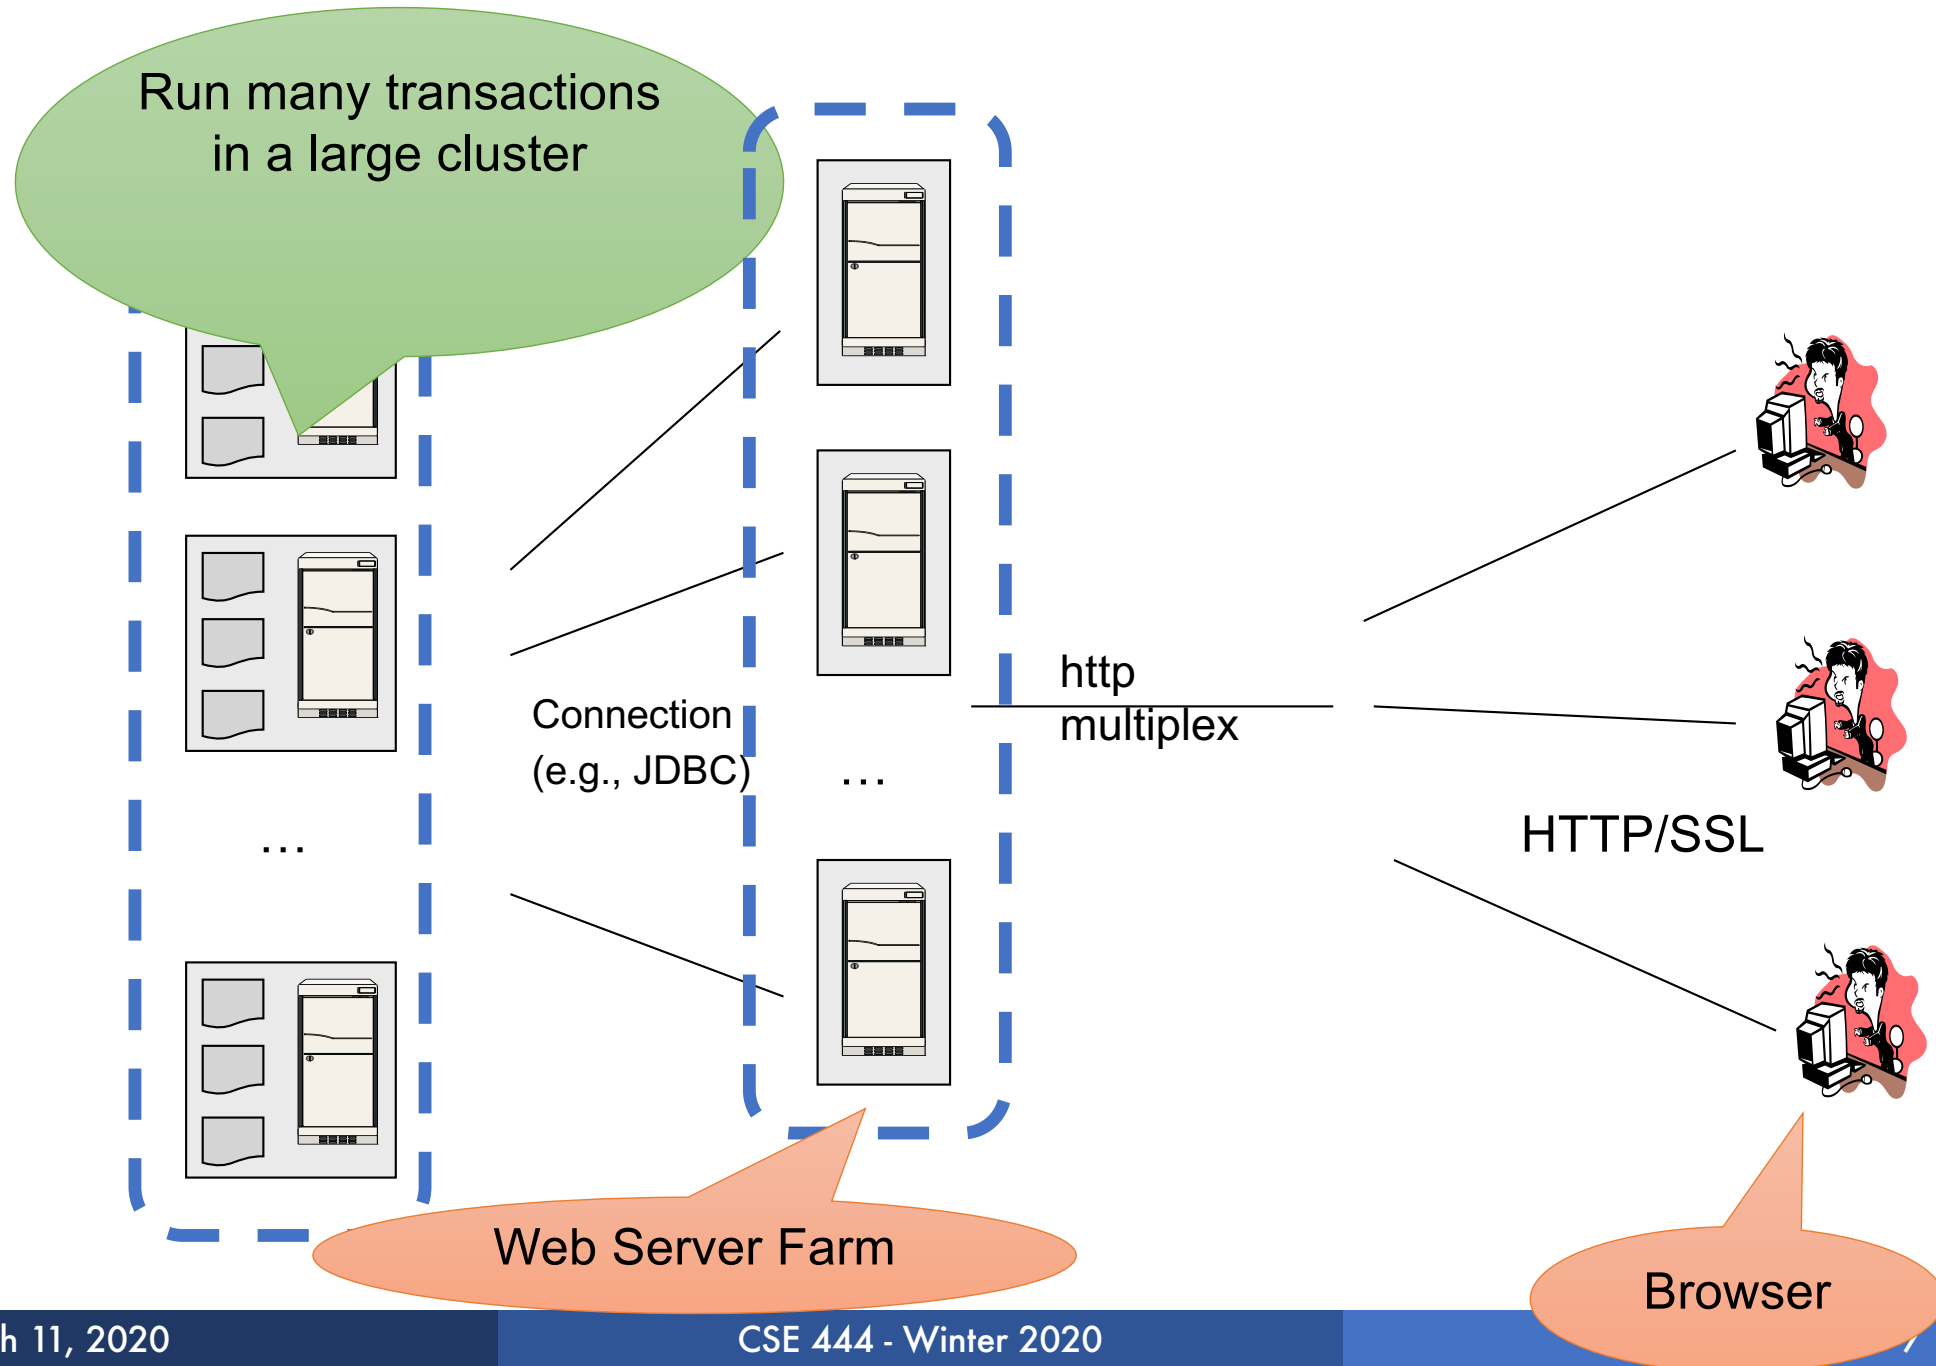 Run many transactions
in a large cluster
http
multiplex
Connection
(e.g., JDBC)
…
…
HTTP/SSL
Web Server Farm
Browser
h 11, 2020
CSE 444 - Winter 2020